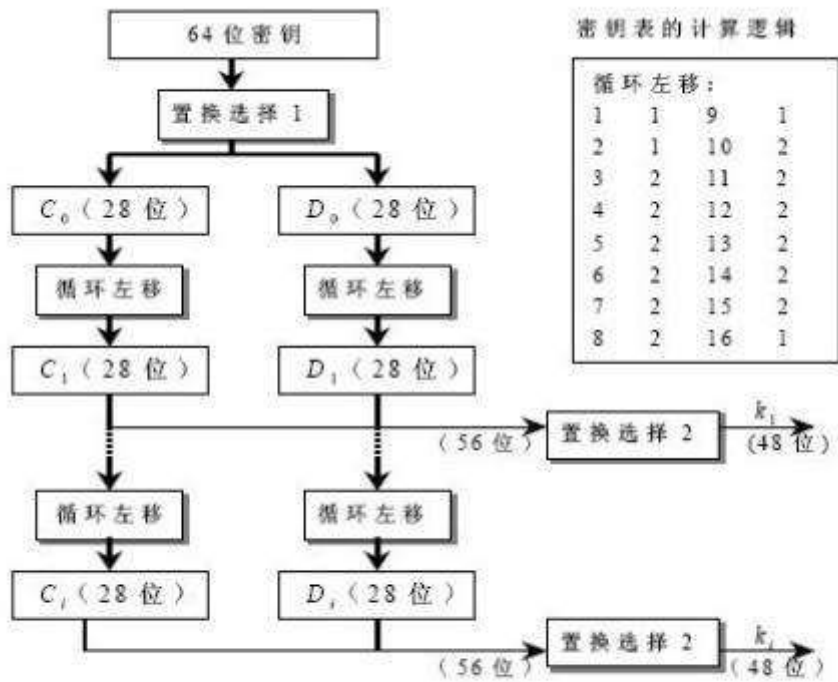 64位密钥
置换选择 1
C₀(28位)
D₀(28位)
循环左移
循环左移
C₁(28位)
D₁(28位)
(56位)
置换选择 2
k₁
(48位)
循环左移
循环左移
Cᵢ(28位)
Dᵢ(28位)
(56位)
置换选择 2
kᵢ
(48位)
密钥表的计算逻辑
循环左移:
1 1 9 1
2 1 10 2
3 2 11 2
4 2 12 2
5 2 13 2
6 2 14 2
7 2 15 2
8 2 16 1